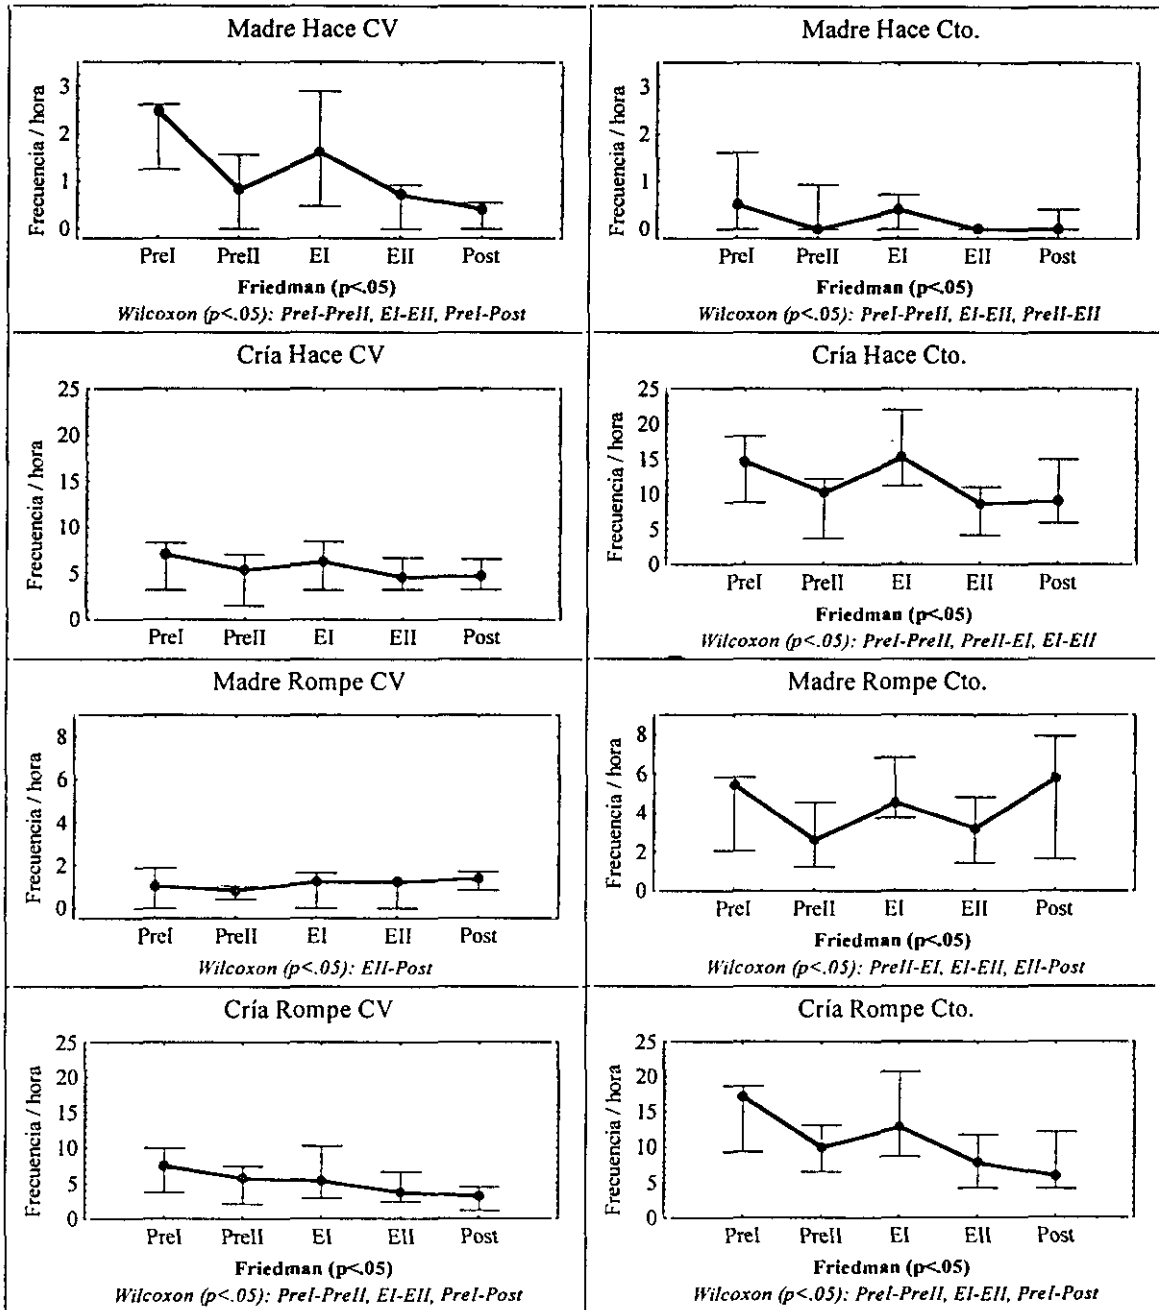 Madre Hace CV
Frecuencia / hora
3
2
1
0
PreI PreII EI EII Post
Friedman (p<.05)
Wilcoxon (p<.05): PreI-PreII, EI-EII, PreI-Post
Madre Hace Cto.
Frecuencia / hora
3
2
1
0
PreI PreII EI EII Post
Friedman (p<.05)
Wilcoxon (p<.05): PreI-PreII, EI-EII, PreII-EII
Cría Hace CV
Frecuencia / hora
25
20
15
10
5
0
PreI PreII EI EII Post
Cría Hace Cto.
Frecuencia / hora
25
20
15
10
5
0
PreI PreII EI EII Post
Friedman (p<.05)
Wilcoxon (p<.05): PreI-PreII, PreII-EI, EI-EII
Madre Rompe CV
Frecuencia / hora
8
6
4
2
0
PreI PreII EI EII Post
Wilcoxon (p<.05): EII-Post
Madre Rompe Cto.
Frecuencia / hora
8
6
4
2
0
PreI PreII EI EII Post
Friedman (p<.05)
Wilcoxon (p<.05): PreII-EI, EI-EII, EII-Post
Cría Rompe CV
Frecuencia / hora
25
20
15
10
5
0
PreI PreII EI EII Post
Friedman (p<.05)
Wilcoxon (p<.05): PreI-PreII, EI-EII, PreI-Post
Cría Rompe Cto.
Frecuencia / hora
25
20
15
10
5
0
PreI PreII EI EII Post
Friedman (p<.05)
Wilcoxon (p<.05): PreI-PreII, EI-EII, PreI-Post